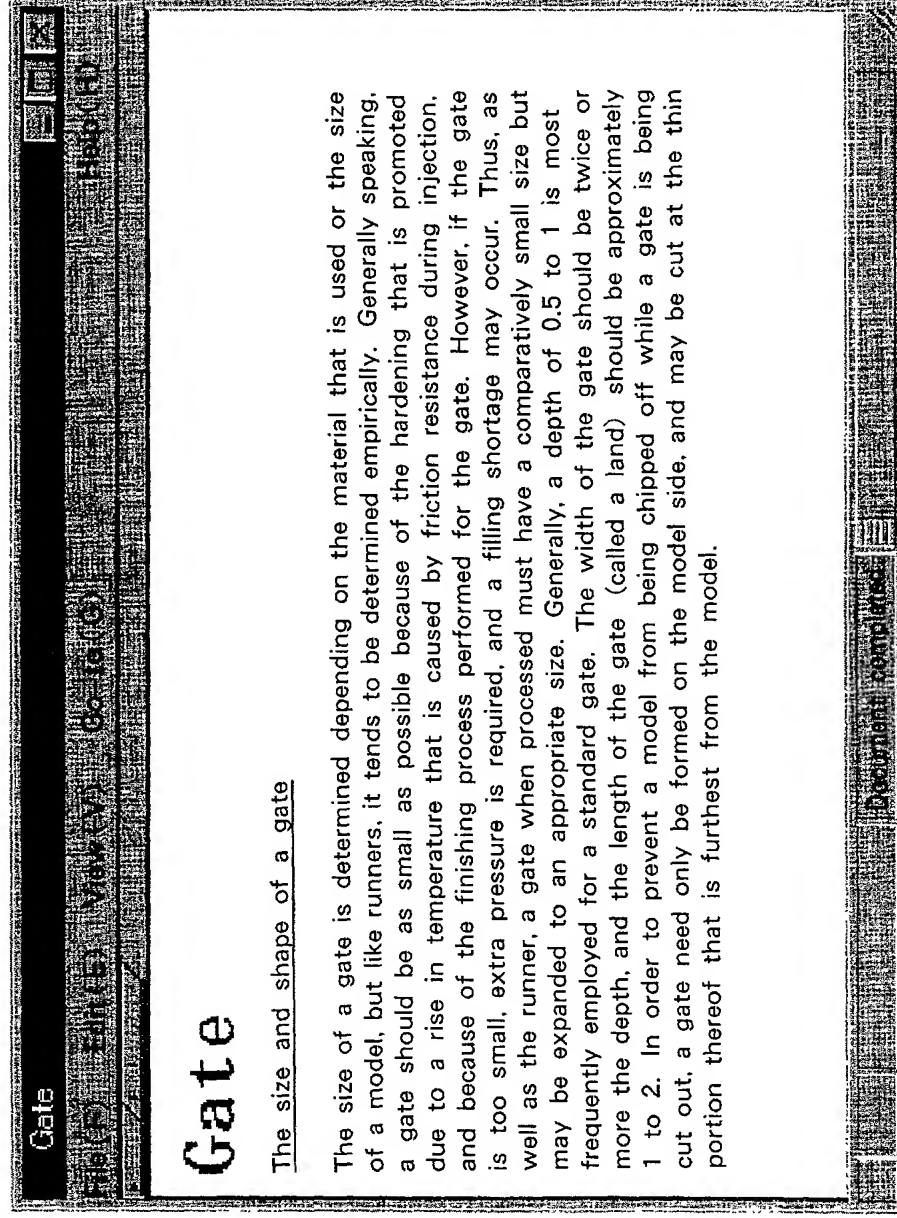 Gate
File (F) Edit (E) View (V) Go to (G) Help (H)
Gate
The size and shape of a gate
The size of a gate is determined depending on the material that is used or the size
of a model, but like runners, it tends to be determined empirically. Generally speaking,
a gate should be as small as possible because of the hardening that is promoted
due to a rise in temperature that is caused by friction resistance during injection,
and because of the finishing process performed for the gate. However, if the gate
is too small, extra pressure is required, and a filling shortage may occur. Thus, as
well as the runner, a gate when processed must have a comparatively small size but
may be expanded to an appropriate size. Generally, a depth of 0.5 to 1 is most
frequently employed for a standard gate. The width of the gate should be twice or
more the depth, and the length of the gate (called a land) should be approximately
1 to 2. In order to prevent a model from being chipped off while a gate is being
cut out, a gate need only be formed on the model side, and may be cut at the thin
portion thereof that is furthest from the model.
Document completed